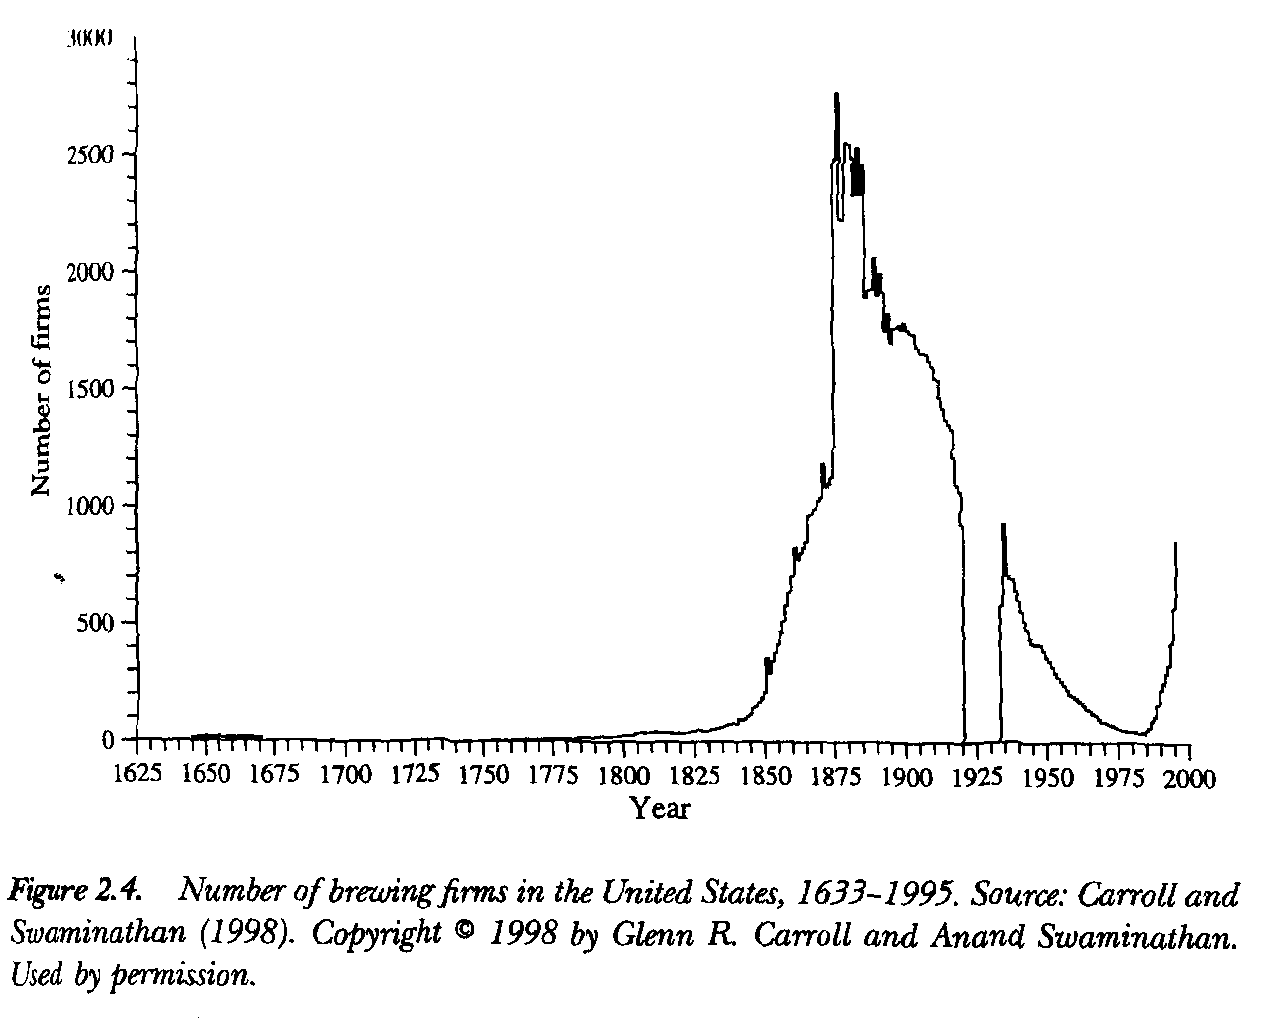 3000
2500
2000
1500
1000
500
0
Number of firms
1625 1650 1675 1700 1725 1750 1775 1800 1825 1850 1875 1900 1925 1950 1975 2000
Year
Figure 2.4. Number of brewing firms in the United States, 1633–1995. Source: Carroll and
Swaminathan (1998). Copyright © 1998 by Glenn R. Carroll and Anand Swaminathan.
Used by permission.